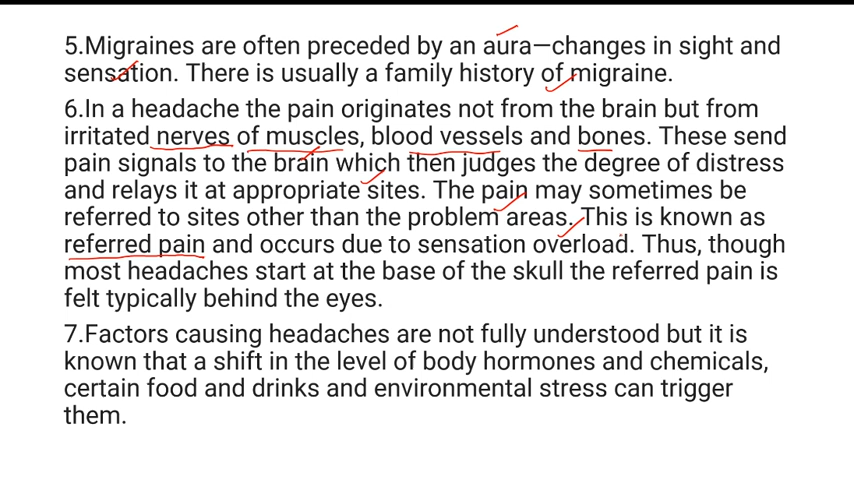 5.Migraines are often preceded by an aura—changes in sight and
sensation. There is usually a family history of migraine.
6.In a headache the pain originates not from the brain but from
irritated nerves of muscles, blood vessels and bones. These send
pain signals to the brain which then judges the degree of distress
and relays it at appropriate sites. The pain may sometimes be
referred to sites other than the problem areas. This is known as
referred pain and occurs due to sensation overload. Thus, though
most headaches start at the base of the skull the referred pain is
felt typically behind the eyes.
7.Factors causing headaches are not fully understood but it is
known that a shift in the level of body hormones and chemicals,
certain food and drinks and environmental stress can trigger
them.